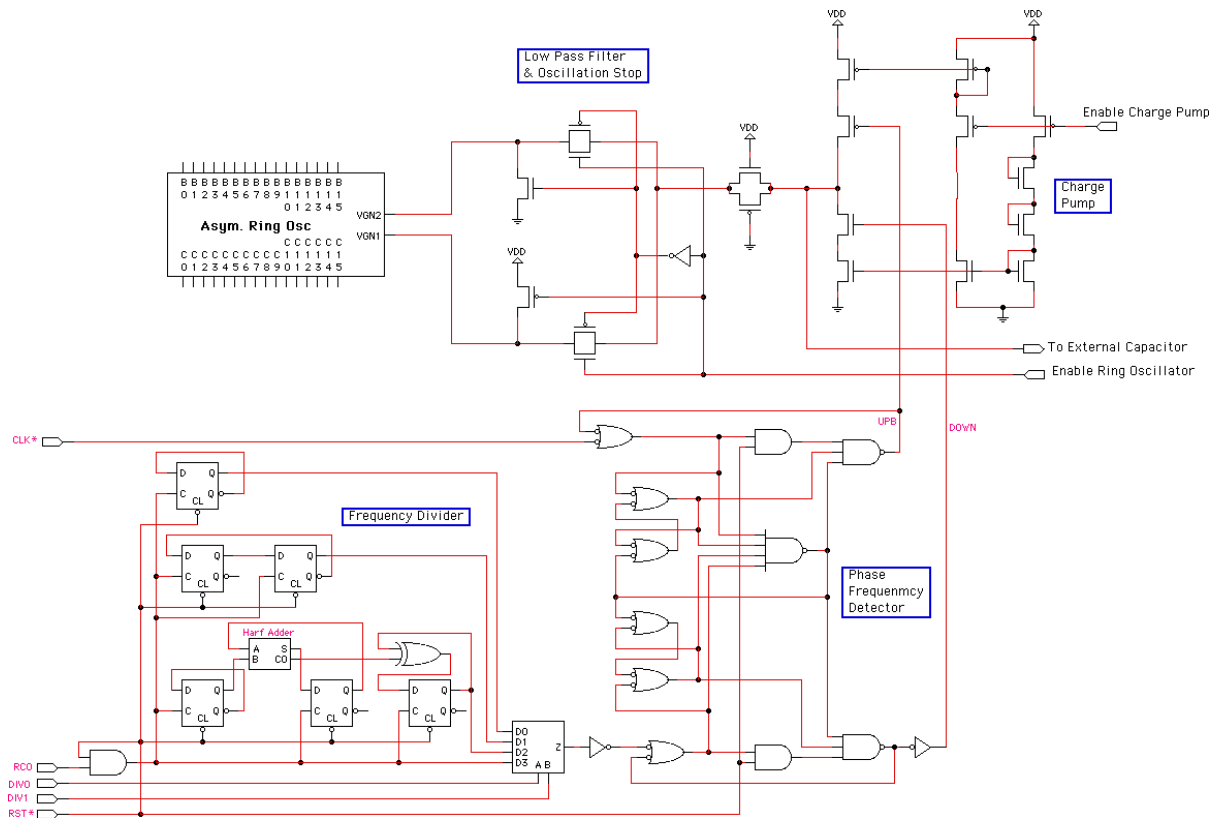 VDD
VDD
Low Pass Filter
& Oscillation Stop
Enable Charge Pump
VDD
B B B B B B B B B B B B B B B B
0 1 2 3 4 5 6 7 8 9 1 1 1 1 1 1
0 1 2 3 4 5
VGN2
Asym. Ring Osc
VGN1
C C C C C C
C C C C C C C C C C 1 1 1 1 1 1
0 1 2 3 4 5 6 7 8 9 0 1 2 3 4 5
Charge
Pump
VDD
To External Capacitor
Enable Ring Oscillator
CLK*
UPB
DOWN
D Q
C Q
CL
Frequency Divider
D Q
C Q
CL
D Q
C Q
CL
Phase
Frequenmcy
Detector
Harf Adder
A S
B CO
D Q
C Q
CL
D Q
C Q
CL
D Q
C Q
CL
D0
D1
D2
D3
Z
A B
RCO
DIV0
DIV1
RST*